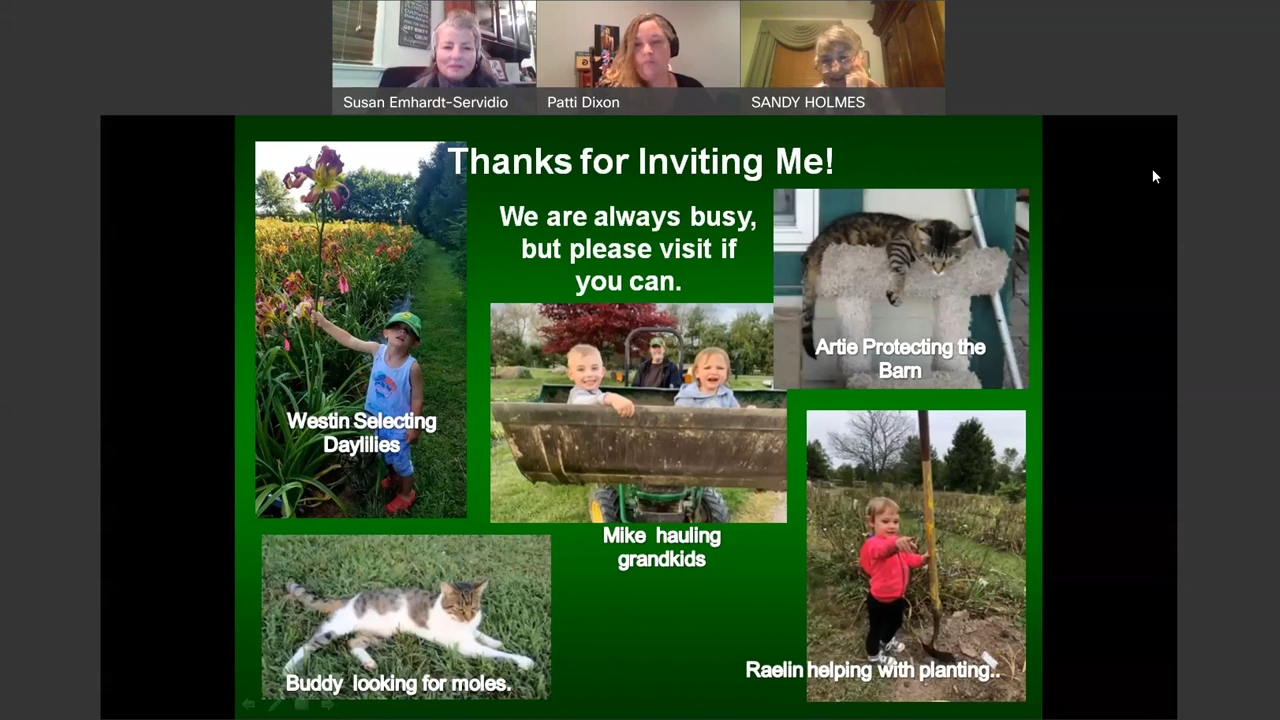 Susan Emhardt-Servidio
Patti Dixon
SANDY HOLMES
Thanks for Inviting Me!
We are always busy,
but please visit if
you can.
Artie Protecting the
Barn
Westin Selecting
Daylilies
Mike hauling
grandkids
Buddy looking for moles.
Raelin helping with planting..